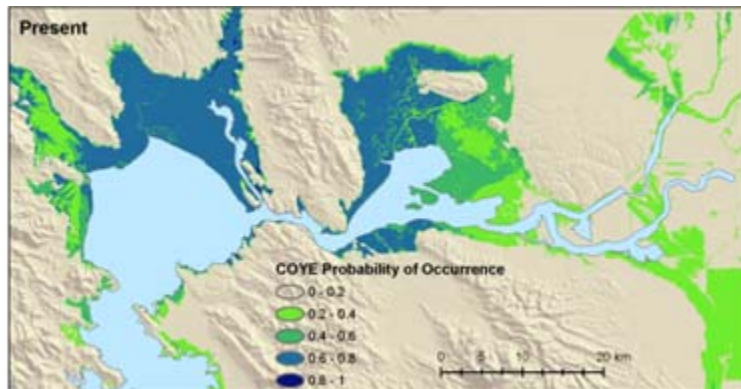 Present
COYE Probability of Occurrence
0 - 0.2
0.2 - 0.4
0.4 - 0.6
0.6 - 0.8
0.8 - 1
0 5 10 20 km